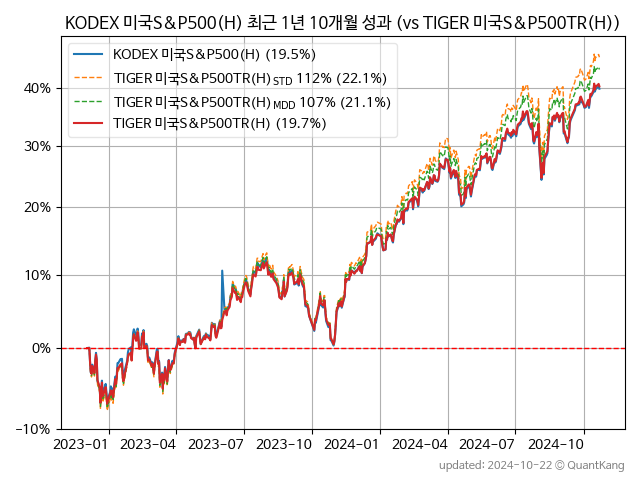 KODEX 미국S&P500(H) 최근 1년 10개월 성과 (vs TIGER 미국S&P500TR(H))
KODEX 미국S&P500(H) (19.5%)
TIGER 미국S&P500TR(H) STD 112% (22.1%)
TIGER 미국S&P500TR(H) MDD 107% (21.1%)
TIGER 미국S&P500TR(H) (19.7%)
40%
30%
20%
10%
0%
−10%
2023-01 2023-04 2023-07 2023-10 2024-01 2024-04 2024-07 2024-10
updated: 2024-10-22 © QuantKang